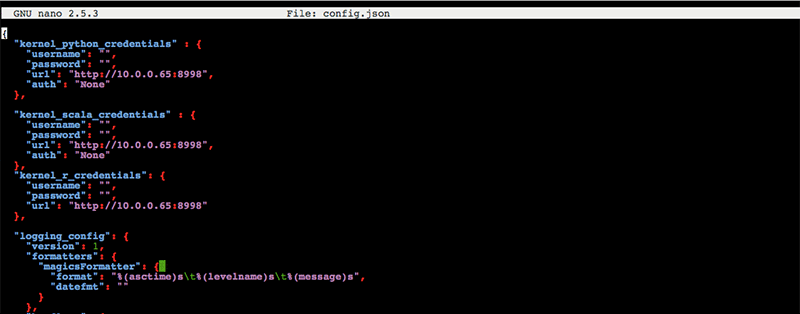 GNU nano 2.5.3 File: config.json
{
"kernel_python_credentials" : {
"username": "",
"password": "",
"url": "http://10.0.0.65:8998",
"auth": "None"
},
"kernel_scala_credentials" : {
"username": "",
"password": "",
"url": "http://10.0.0.65:8998",
"auth": "None"
},
"kernel_r_credentials": {
"username": "",
"password": "",
"url": "http://10.0.0.65:8998"
},
"logging_config": {
"version": 1,
"formatters": {
"magicsFormatter": {
"format": "%(asctime)s\t%(levelname)s\t%(message)s",
"datefmt": ""
}
},